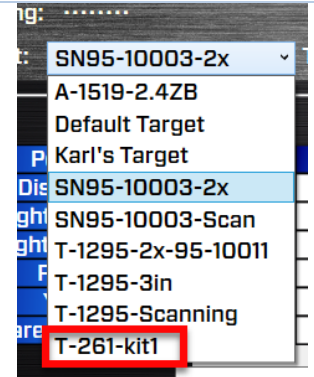 ng: ········
t: SN95-10003-2x
A-1519-2.4ZB
Default Target
Karl's Target
SN95-10003-2x
SN95-10003-Scan
T-1295-2x-95-10011
T-1295-3in
T-1295-Scanning
T-261-kit1